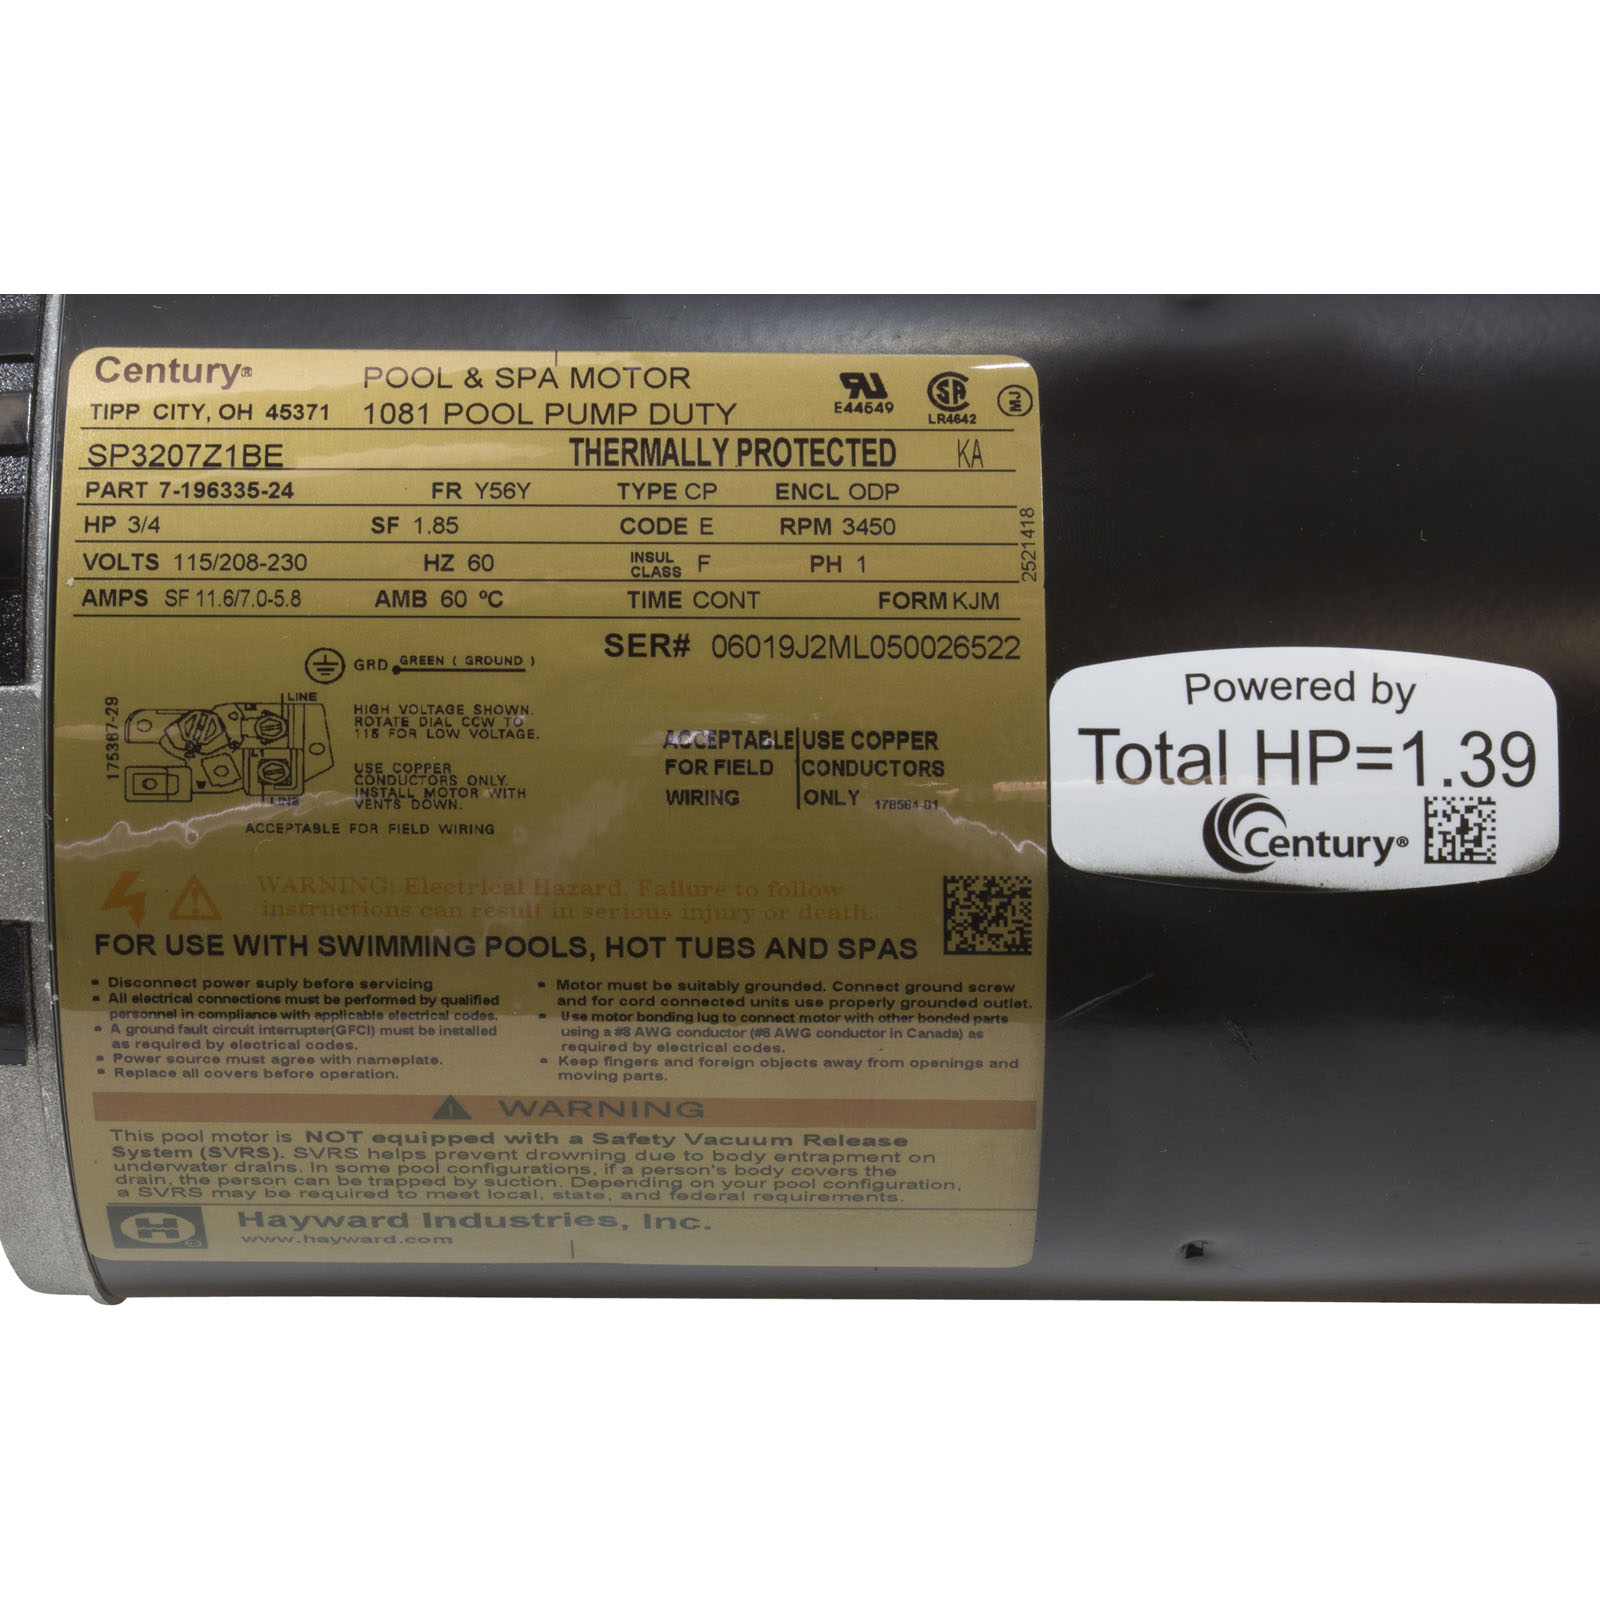 Century®
POOL & SPA MOTOR
TIPP CITY, OH 45371
1081 POOL PUMP DUTY
E44649
LR4642
SP3207Z1BE
THERMALLY PROTECTED
KA
PART 7-196335-24 FR Y56Y TYPE CP ENCL ODP
HP 3/4 SF 1.85 CODE E RPM 3450
VOLTS 115/208-230 HZ 60 INSUL CLASS F PH 1
AMPS SF 11.6/7.0-5.8 AMB 60 ºC TIME CONT FORM KJM
2521418
SER# 06019J2ML050026522
GRD GREEN ( GROUND )
175367-29
LINE
LINE
HIGH VOLTAGE SHOWN.
ROTATE DIAL CCW TO
115 FOR LOW VOLTAGE.
USE COPPER
CONDUCTORS ONLY.
INSTALL MOTOR WITH
VENTS DOWN.
ACCEPTABLE FOR FIELD WIRING
ACCEPTABLE
FOR FIELD
WIRING
USE COPPER
CONDUCTORS
ONLY 178584-01
WARNING: Electrical Hazard. Failure to follow
instructions can result in serious injury or death.
FOR USE WITH SWIMMING POOLS, HOT TUBS AND SPAS
▪ Disconnect power suply before servicing
▪ All electrical connections must be performed by qualified
personnel in compliance with applicable electrical codes.
▪ A ground fault circuit interrupter(GFCI) must be installed
as required by electrical codes.
▪ Power source must agree with nameplate.
▪ Replace all covers before operation.
▪ Motor must be suitably grounded. Connect ground screw
and for cord connected units use properly grounded outlet.
▪ Use motor bonding lug to connect motor with other bonded parts
using a #8 AWG conductor (#6 AWG conductor in Canada) as
required by electrical codes.
▪ Keep fingers and foreign objects away from openings and
moving parts.
WARNING
This pool motor is NOT equipped with a Safety Vacuum Release
System (SVRS). SVRS helps prevent drowning due to body entrapment on
underwater drains. In some pool configurations, if a person's body covers the
drain, the person can be trapped by suction. Depending on your pool configuration,
a SVRS may be required to meet local, state, and federal requirements.
H
Hayward Industries, Inc.
www.hayward.com
Powered by
Total HP=1.39
Century®